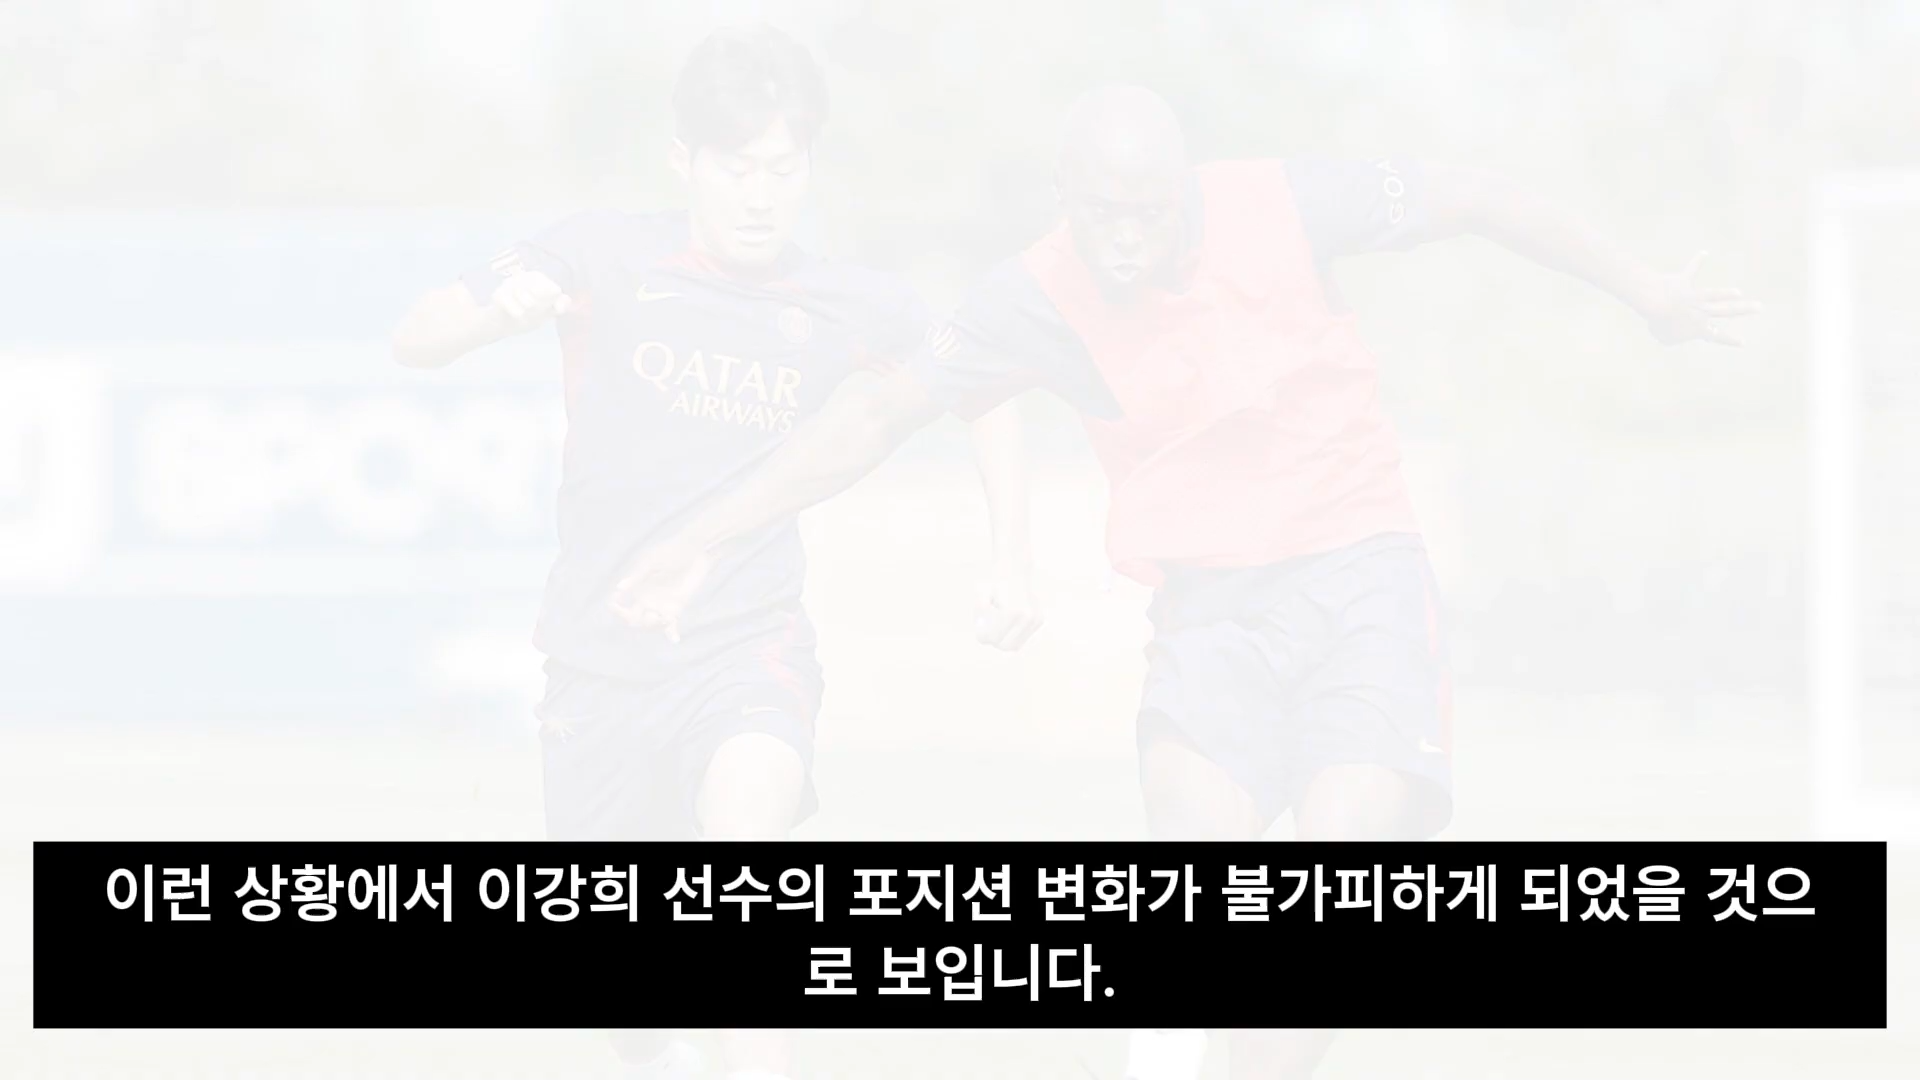 GOA
QATAR
AIRWAYS
이런 상황에서 이강희 선수의 포지션 변화가 불가피하게 되었을 것으
로 보입니다.